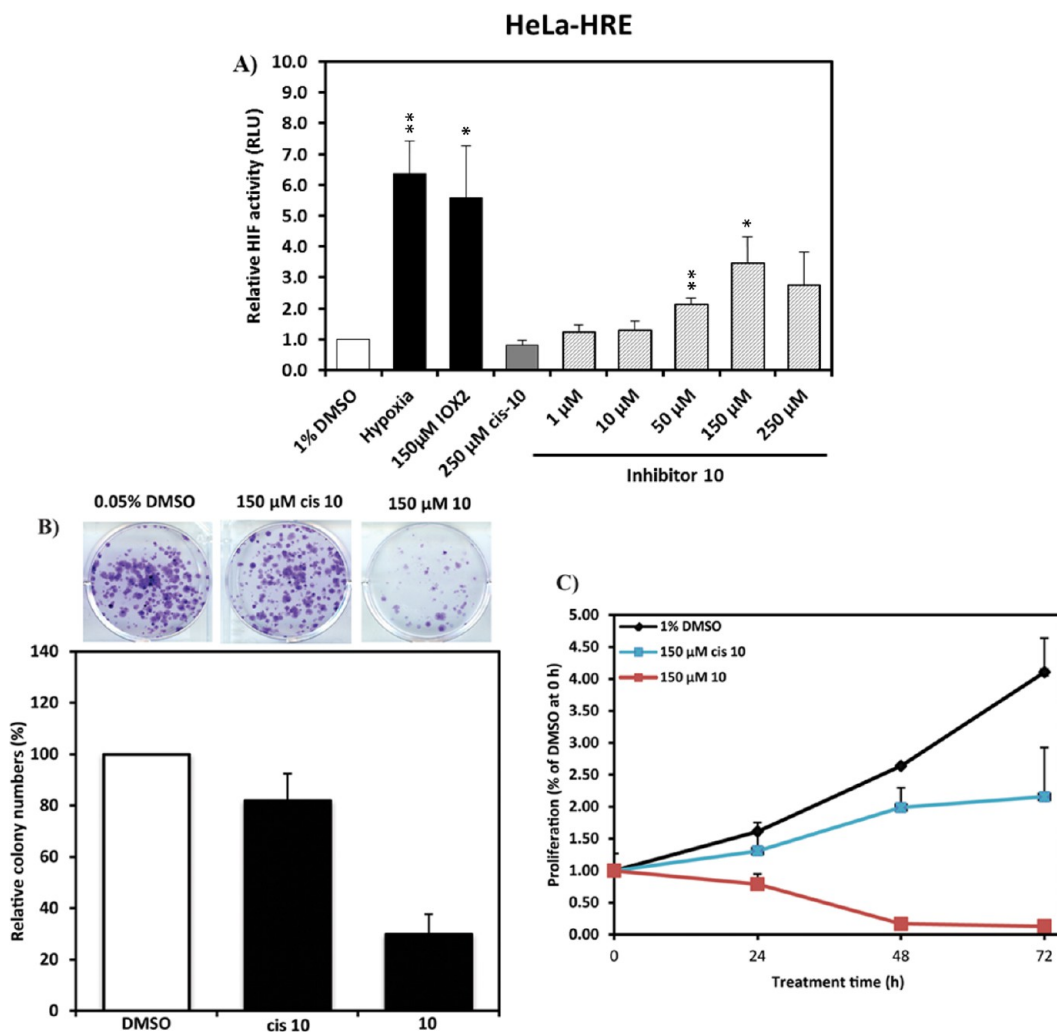 HeLa-HRE
A)
Relative HIF activity (RLU)
10.0
9.0
8.0
7.0
6.0
5.0
4.0
3.0
2.0
1.0
0.0
**
*
**
*
1% DMSO
Hypoxia
150µM IOX2
250 µM cis-10
1 µM
10 µM
50 µM
150 µM
250 µM
Inhibitor 10
B)
0.05% DMSO
150 µM cis 10
150 µM 10
Relative colony numbers (%)
140
120
100
80
60
40
20
0
DMSO
cis 10
10
C)
Proliferation (% of DMSO at 0 h)
5.00
4.50
4.00
3.50
3.00
2.50
2.00
1.50
1.00
0.50
0.00
1% DMSO
150 µM cis 10
150 µM 10
0
24
48
72
Treatment time (h)